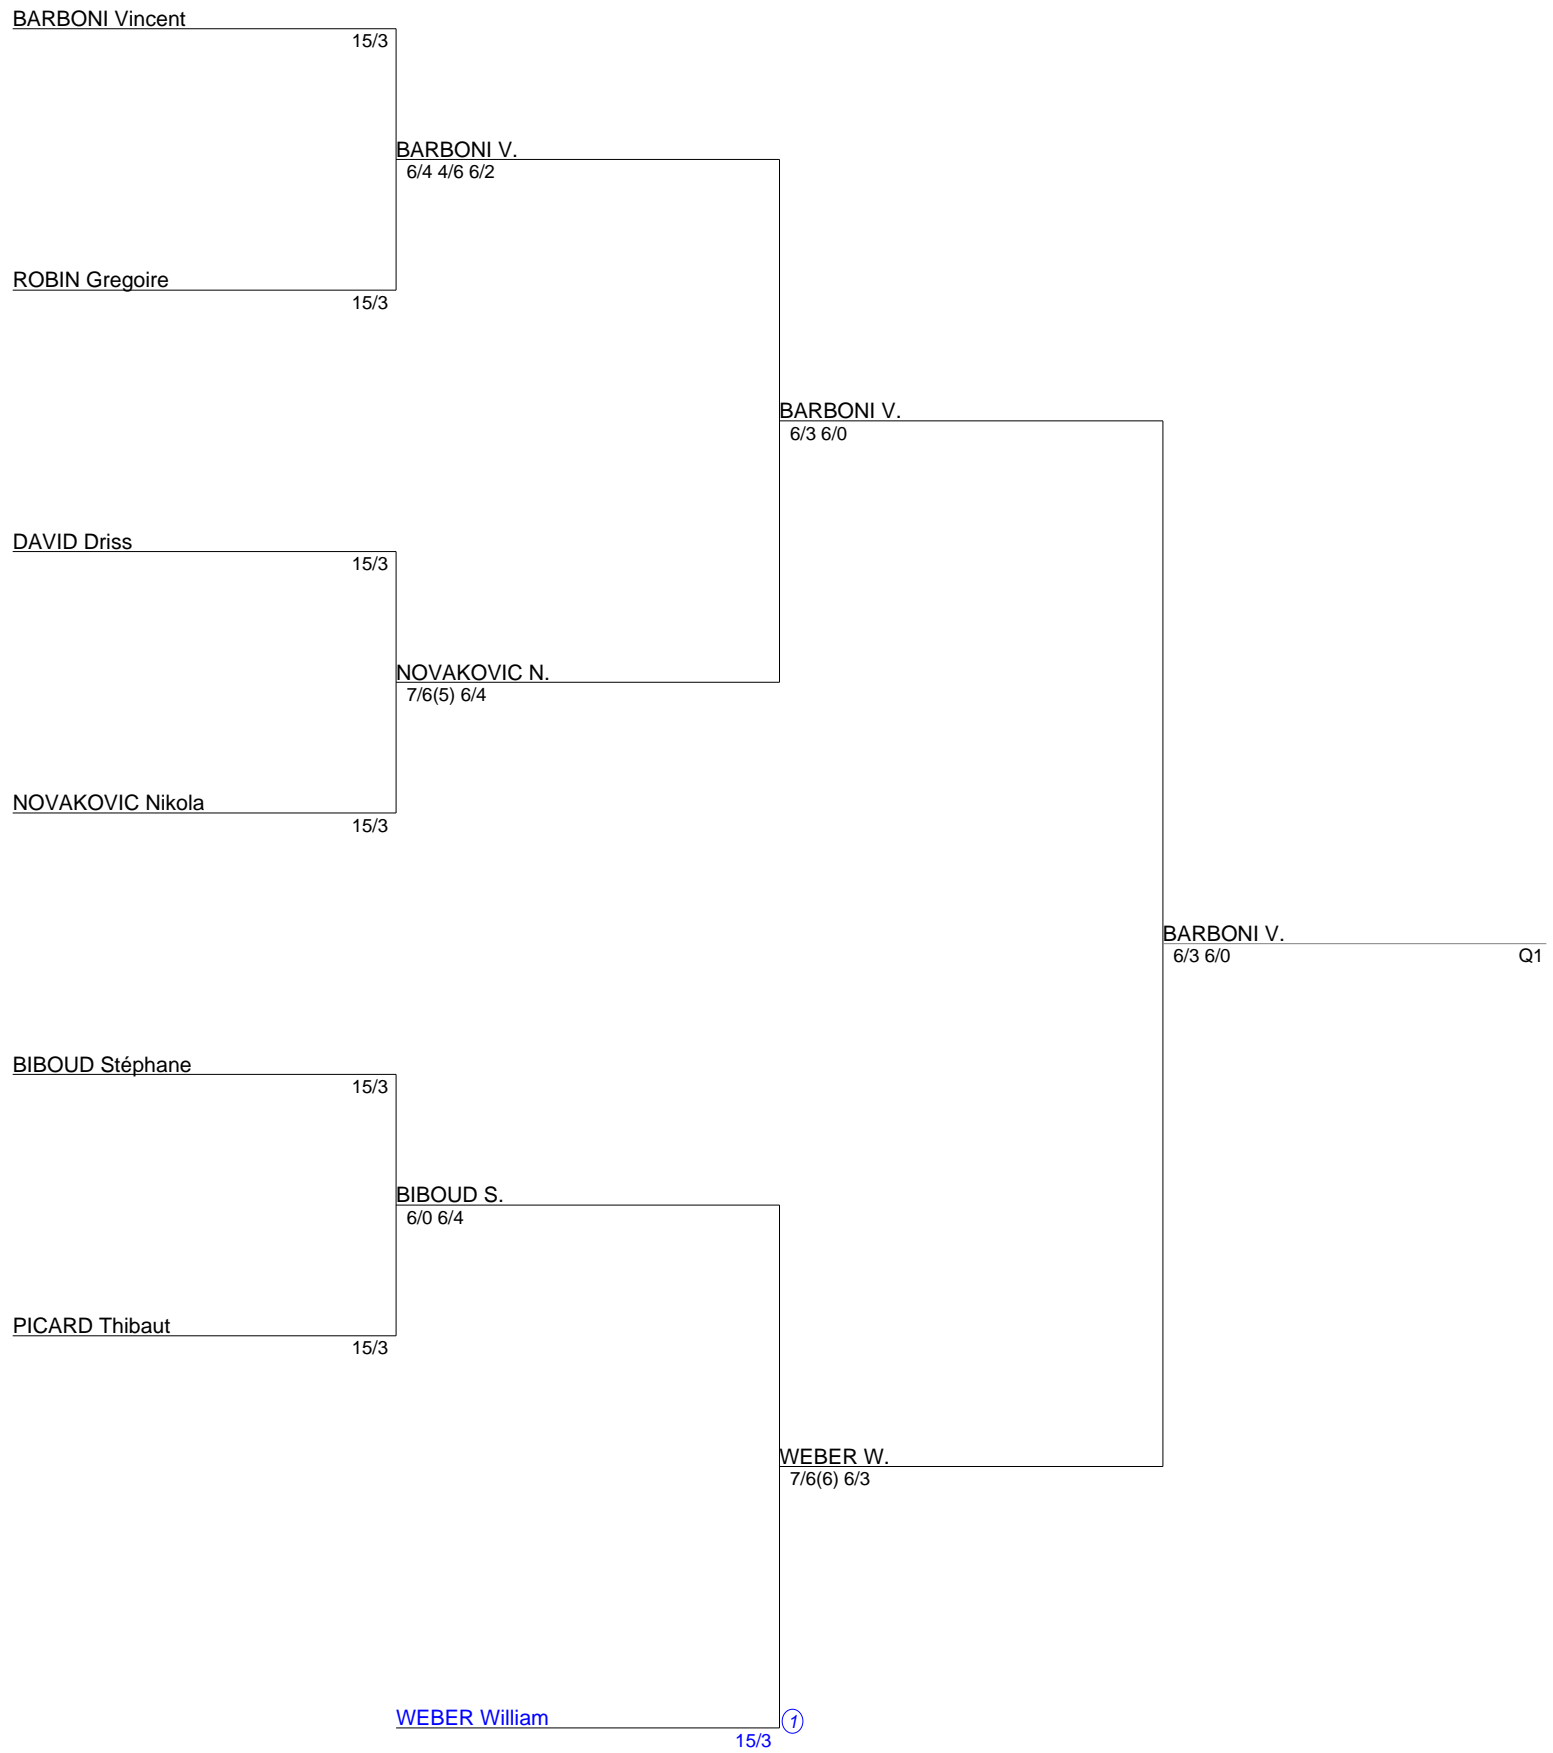 BARBONI Vincent
15/3
BARBONI V.
6/4 4/6 6/2
ROBIN Gregoire
15/3
BARBONI V.
6/3 6/0
DAVID Driss
15/3
NOVAKOVIC N.
7/6(5) 6/4
NOVAKOVIC Nikola
15/3
BARBONI V.
6/3 6/0
Q1
BIBOUD Stéphane
15/3
BIBOUD S.
6/0 6/4
PICARD Thibaut
15/3
WEBER W.
7/6(6) 6/3
WEBER William
1
15/3